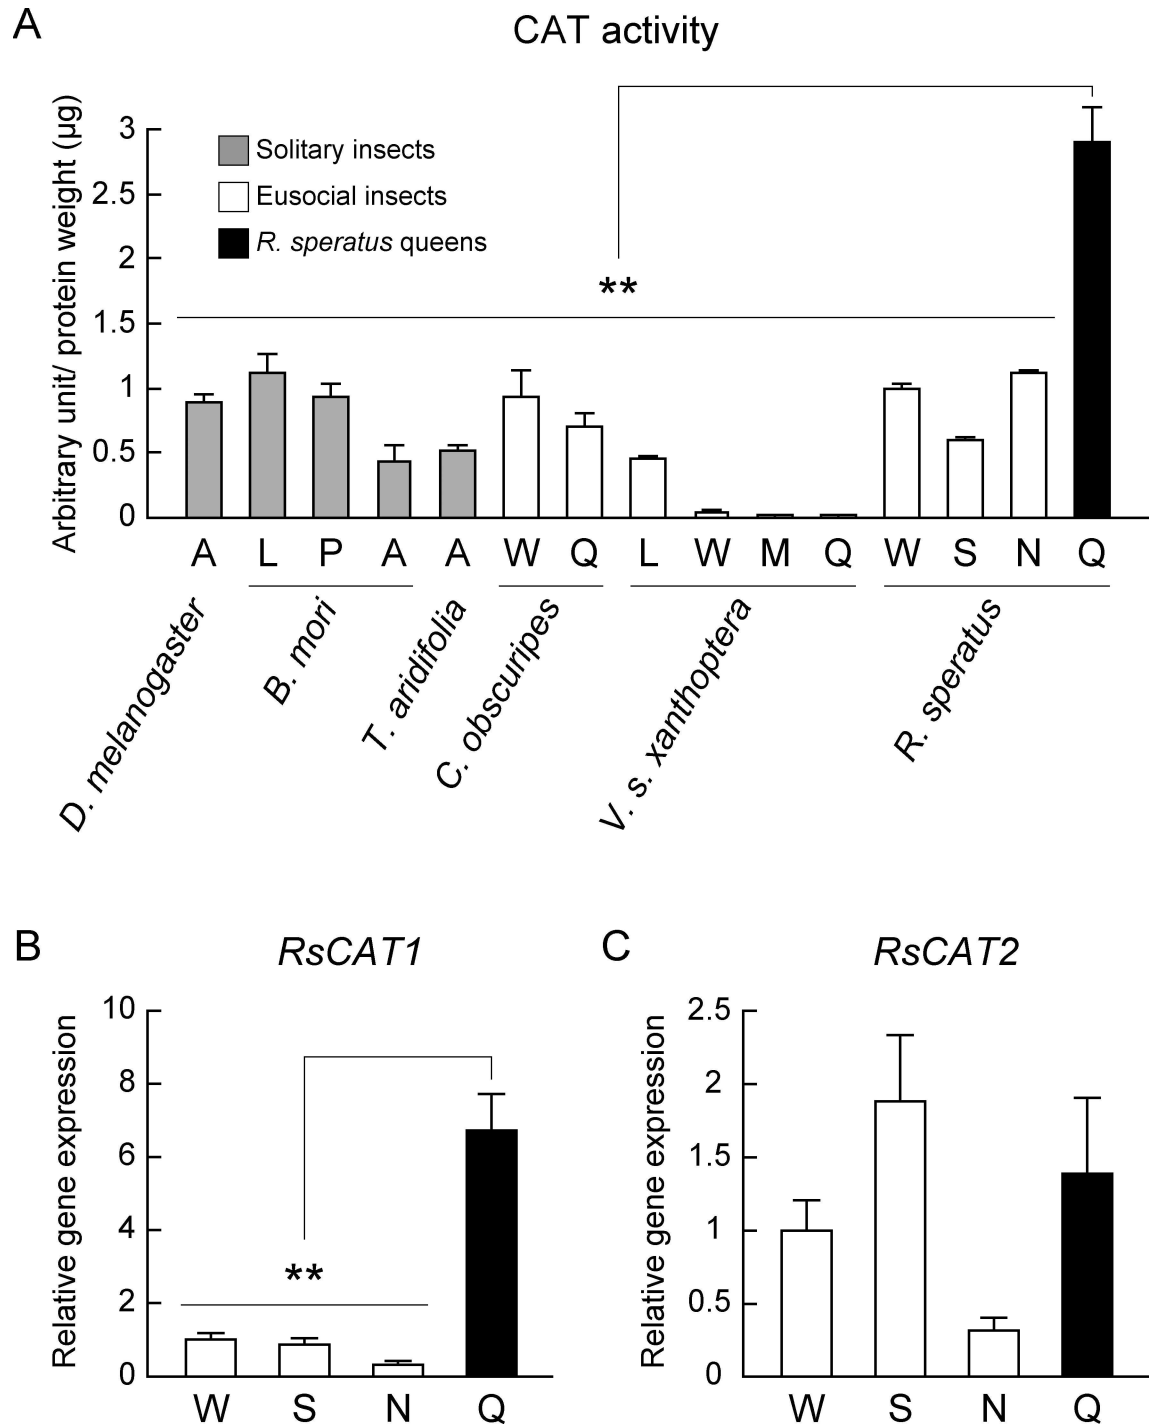 A
CAT activity
Arbitrary unit/ protein weight (µg)
3
2.5
2
1.5
1
0.5
0
Solitary insects
Eusocial insects
R. speratus queens
**
A L P A A W Q L W M Q W S N Q
D. melanogaster
B. mori
T. aridifolia
C. obscuripes
V. s. xanthoptera
R. speratus
B
RsCAT1
Relative gene expression
10
8
6
4
2
0
**
W S N Q
C
RsCAT2
Relative gene expression
2.5
2
1.5
1
0.5
0
W S N Q